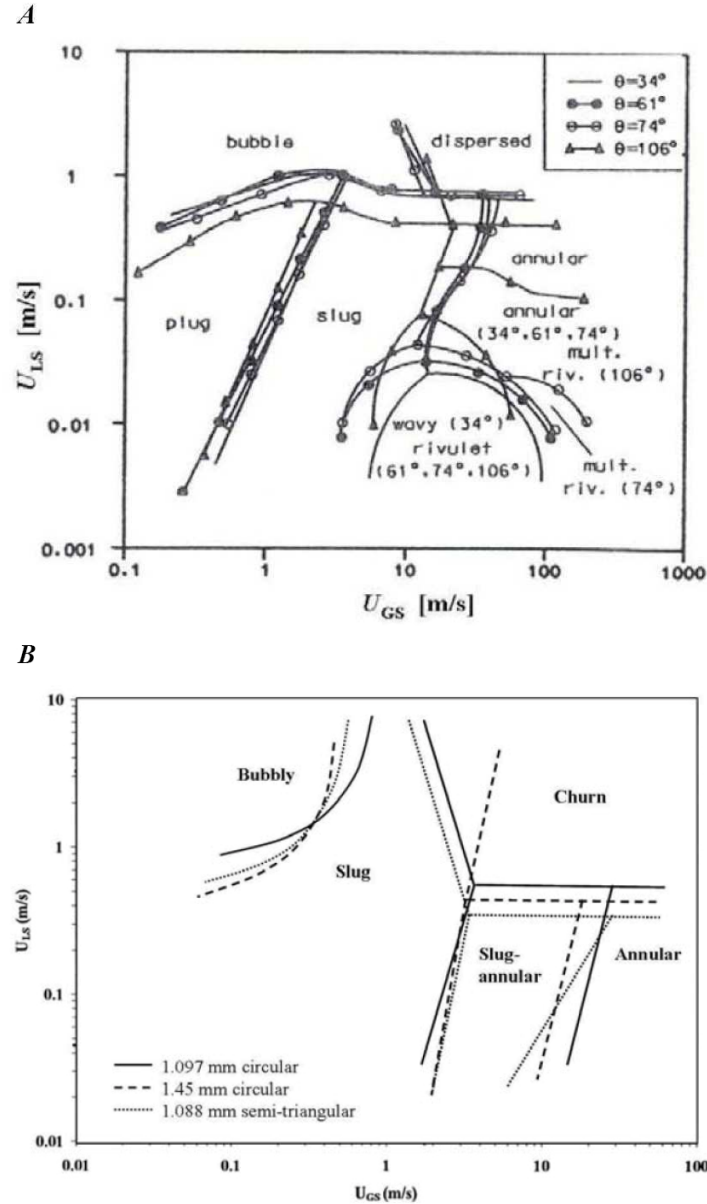 A
10
θ=34°
θ=61°
θ=74°
θ=106°
bubble
dispersed
1
annular
0.1
plug
slug
annular
(34°.61°.74°)
mult.
riv. (106°)
wavy (34°)
rivulet
(61°.74°.106°)
mult.
riv. (74°)
0.01
0.001
0.1
1
10
100
1000
U_LS [m/s]
U_GS [m/s]
B
10
Bubbly
Churn
1
Slug
Slug-
annular
Annular
0.1
1.097 mm circular
1.45 mm circular
1.088 mm semi-triangular
0.01
0.01
0.1
1
10
100
U_LS (m/s)
U_GS (m/s)